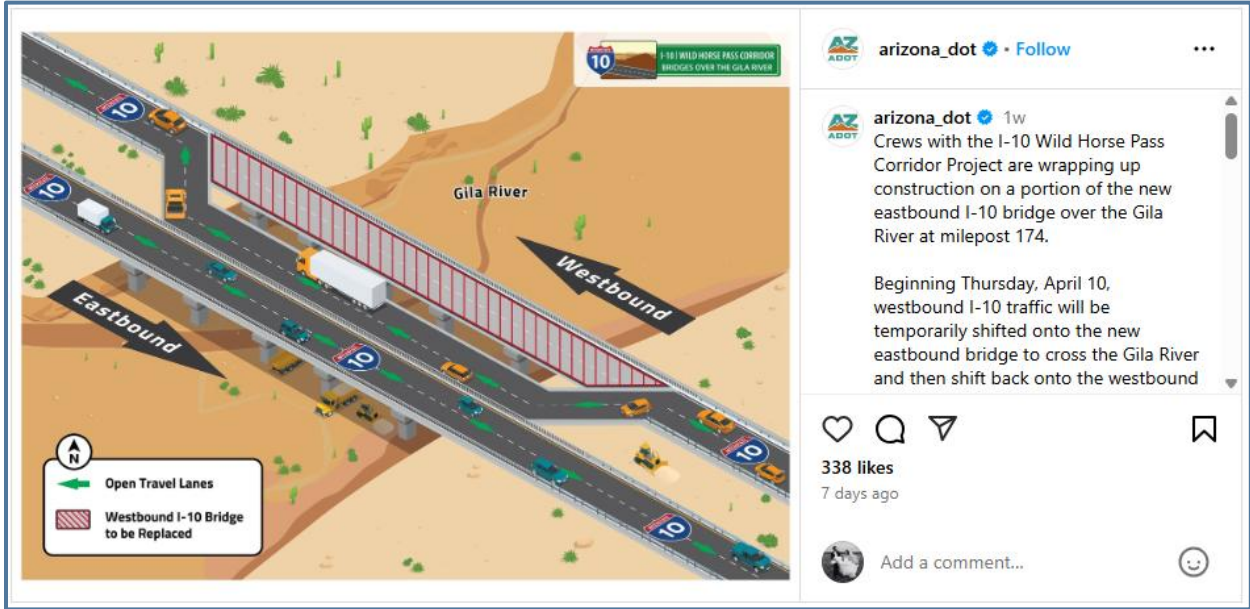 10
I-10 | WILD HORSE PASS CORRIDOR
BRIDGES OVER THE GILA RIVER
10
10
Gila River
Westbound
Eastbound
10
10
10
N
Open Travel Lanes
Westbound I-10 Bridge
to be Replaced
AZ
ADOT
arizona_dot • Follow
AZ
ADOT
arizona_dot 1w
Crews with the I-10 Wild Horse Pass
Corridor Project are wrapping up
construction on a portion of the new
eastbound I-10 bridge over the Gila
River at milepost 174.
Beginning Thursday, April 10,
westbound I-10 traffic will be
temporarily shifted onto the new
eastbound bridge to cross the Gila River
and then shift back onto the westbound
338 likes
7 days ago
Add a comment...